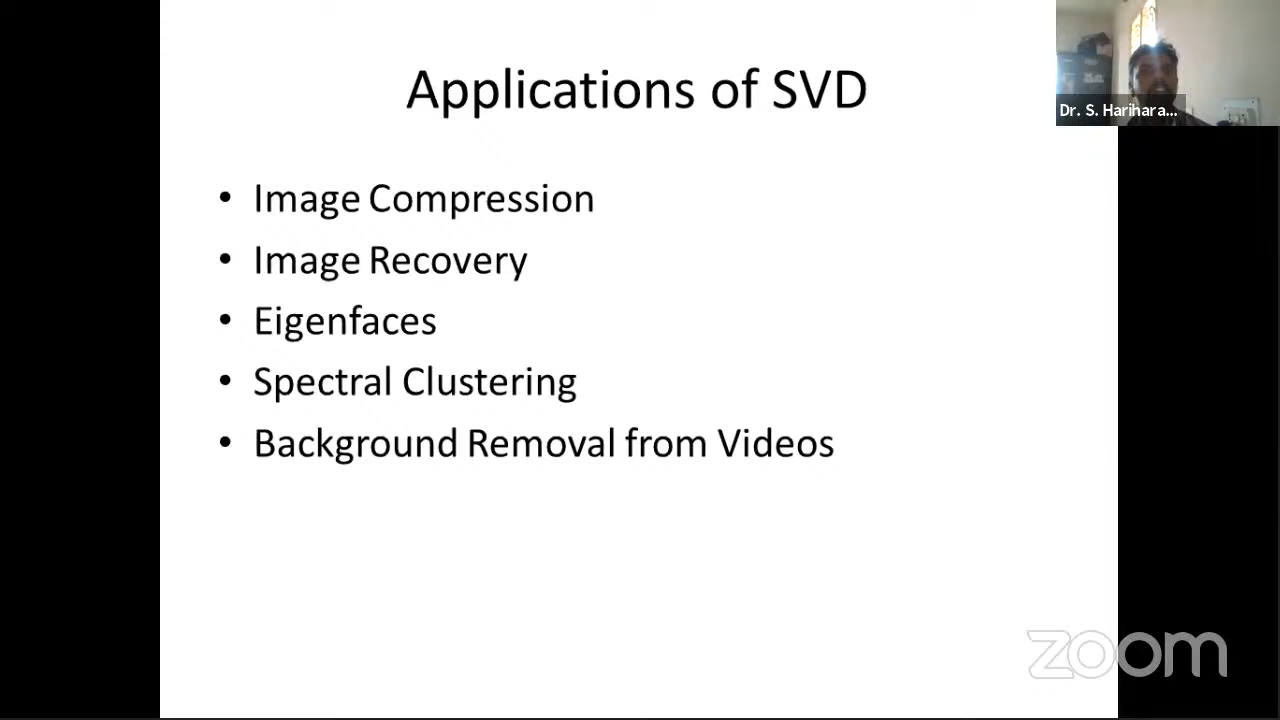 Applications of SVD
Dr. S. Harihara...
• Image Compression
• Image Recovery
• Eigenfaces
• Spectral Clustering
• Background Removal from Videos
zoom